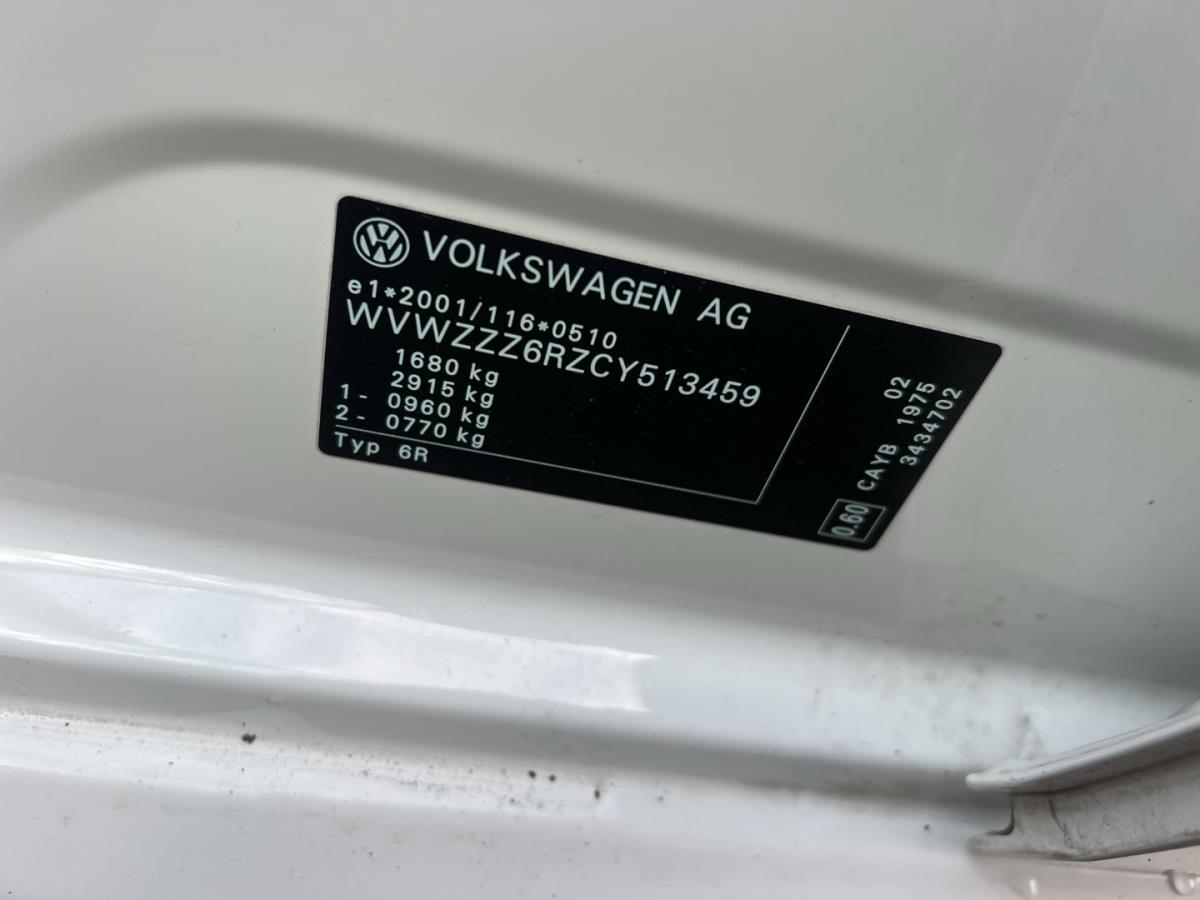 VOLKSWAGEN AG
e1*2001/116*0510
WVWZZZ6RZCY513459
1680 kg
2915 kg
1- 0960 kg
2- 0770 kg
Typ 6R
02
CAYB 1975
3434702
0.60